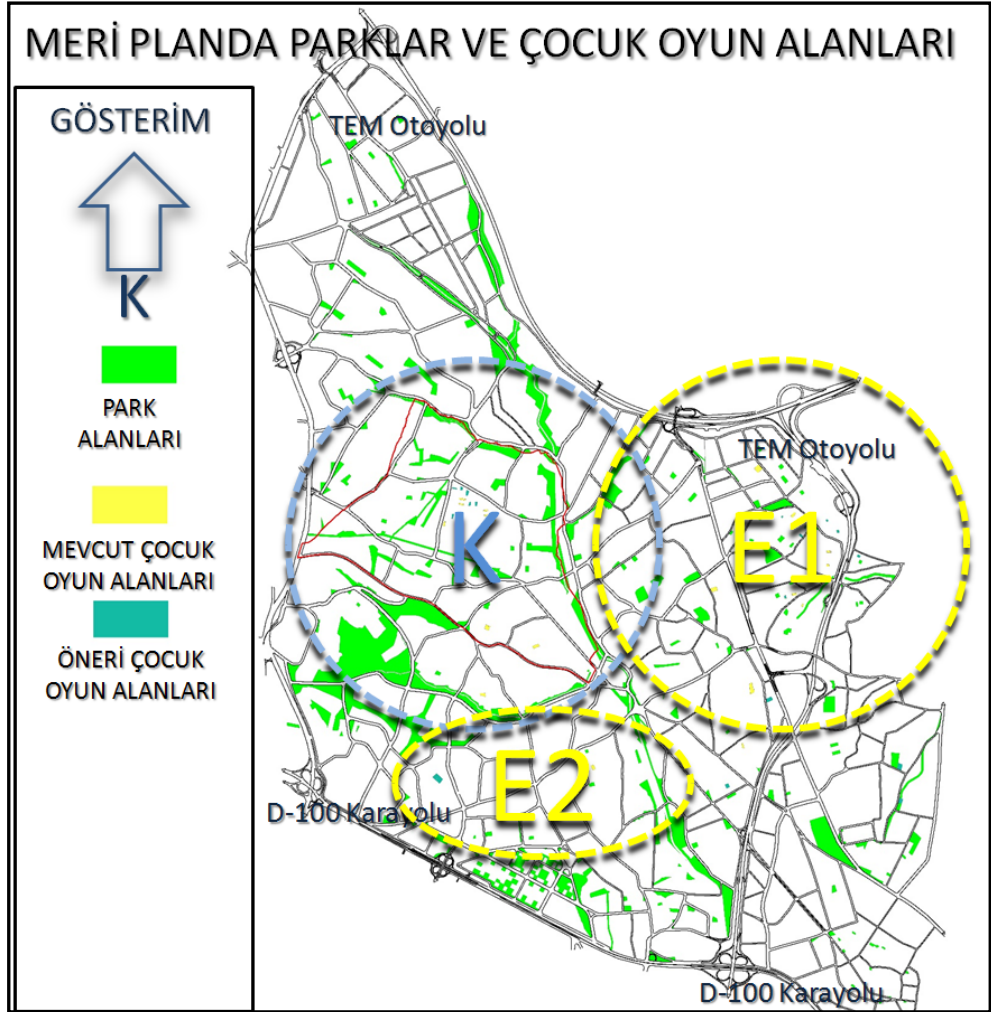 MERİ PLANDA PARKLAR VE ÇOCUK OYUN ALANLARI
GÖSTERİM
K
PARK
ALANLARI
MEVCUT ÇOCUK
OYUN ALANLARI
ÖNERİ ÇOCUK
OYUN ALANLARI
TEM Otoyolu
TEM Otoyolu
K
E1
E2
D-100 Karayolu
D-100 Karayolu